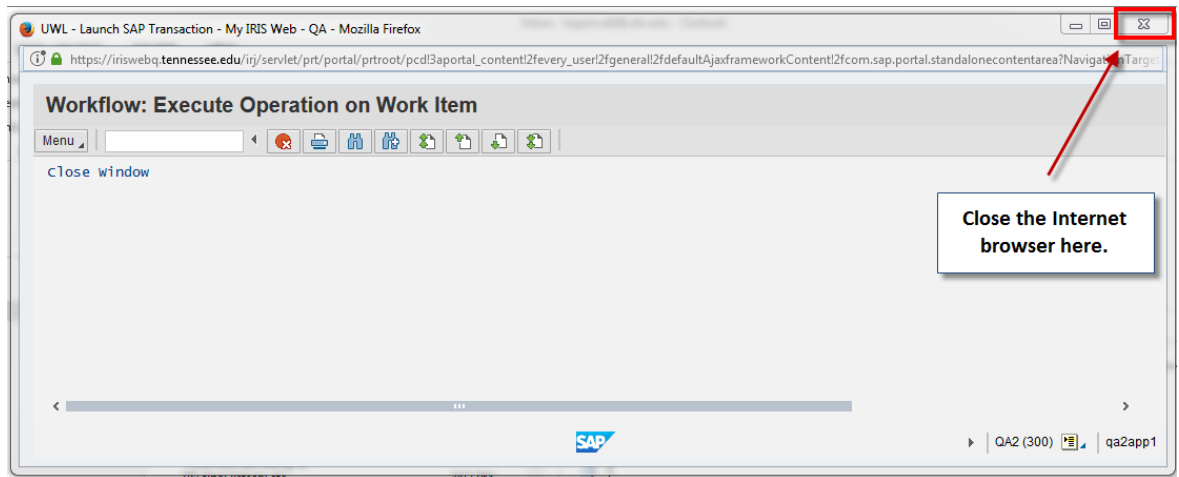 UWL - Launch SAP Transaction - My IRIS Web - QA - Mozilla Firefox
https://iriswebq.tennessee.edu/irj/servlet/prt/portal/prtroot/pcd!3aportal_content!2fevery_user!2fgeneral!2fdefaultAjaxframeworkContent!2fcom.sap.portal.standalonecontentarea?NavigationTarget
Workflow: Execute Operation on Work Item
Menu
Close Window
Close the Internet
browser here.
SAP
QA2 (300)
qa2app1